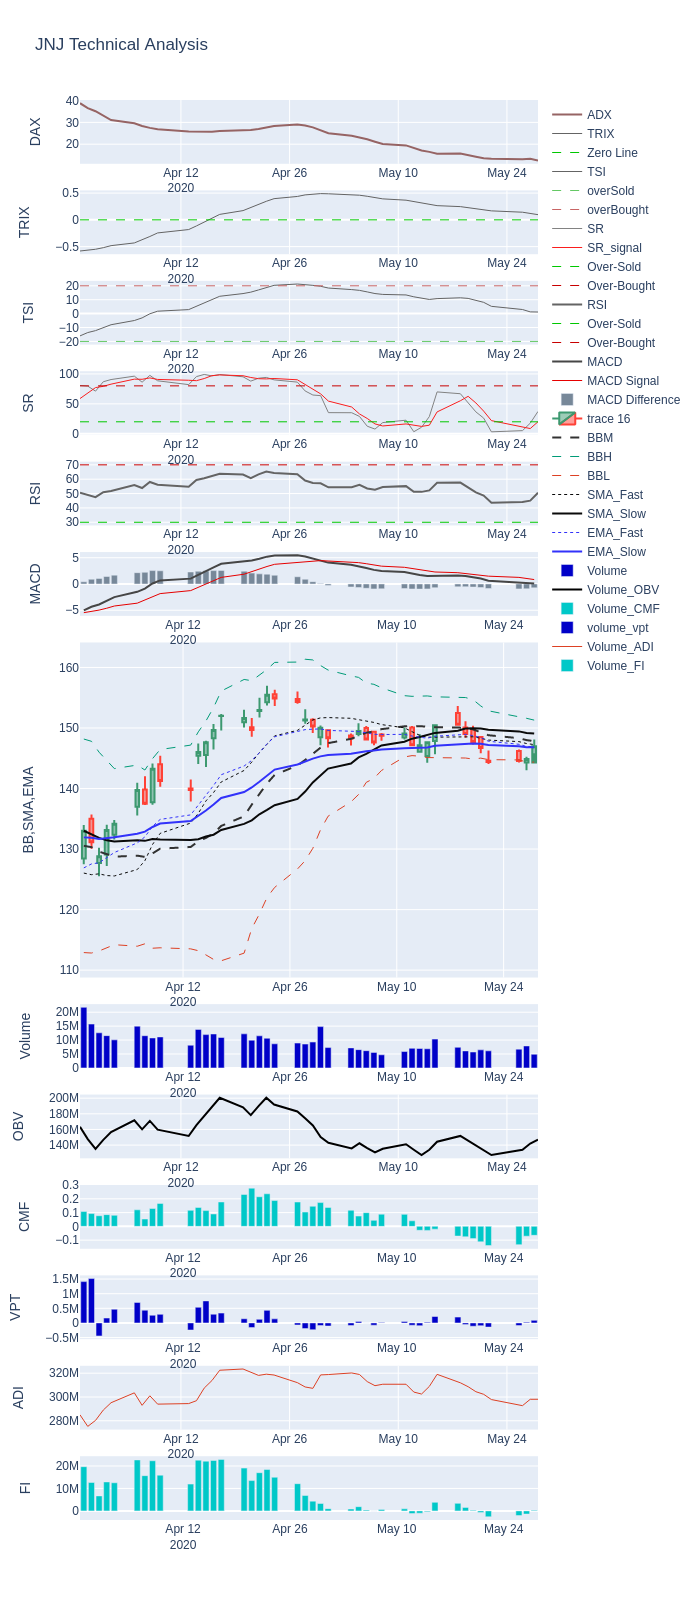 JNJ Technical Analysis
DAX
40
30
20
Apr 12
2020
Apr 26
May 10
May 24
TRIX
0.5
0
−0.5
Apr 12
2020
Apr 26
May 10
May 24
TSI
20
10
0
−10
−20
Apr 12
2020
Apr 26
May 10
May 24
SR
100
50
0
Apr 12
2020
Apr 26
May 10
May 24
RSI
70
60
50
40
30
Apr 12
2020
Apr 26
May 10
May 24
MACD
5
0
−5
Apr 12
2020
Apr 26
May 10
May 24
BB,SMA,EMA
160
150
140
130
120
110
Apr 12
2020
Apr 26
May 10
May 24
Volume
20M
15M
10M
5M
0
Apr 12
2020
Apr 26
May 10
May 24
OBV
200M
180M
160M
140M
Apr 12
2020
Apr 26
May 10
May 24
CMF
0.3
0.2
0.1
0
−0.1
Apr 12
2020
Apr 26
May 10
May 24
VPT
1.5M
1M
0.5M
0
−0.5M
Apr 12
2020
Apr 26
May 10
May 24
ADI
320M
300M
280M
Apr 12
2020
Apr 26
May 10
May 24
FI
20M
10M
0
Apr 12
2020
Apr 26
May 10
May 24
ADX
TRIX
Zero Line
TSI
overSold
overBought
SR
SR_signal
Over-Sold
Over-Bought
RSI
Over-Sold
Over-Bought
MACD
MACD Signal
MACD Difference
trace 16
BBM
BBH
BBL
SMA_Fast
SMA_Slow
EMA_Fast
EMA_Slow
Volume
Volume_OBV
Volume_CMF
volume_vpt
Volume_ADI
Volume_FI